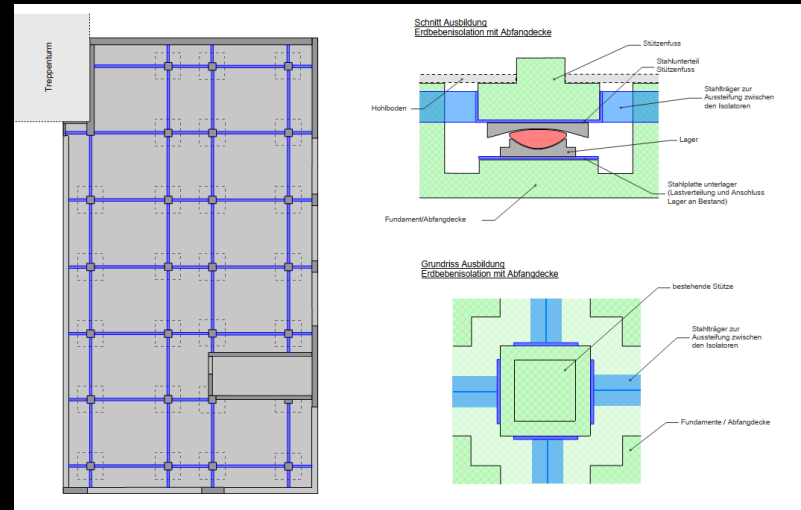 Treppenturm
Schnitt Ausbildung
Erdbebenisolation mit Abfangdecke
Stützenfuss
Stahlunterteil
Stützenfuss
Stahlträger zur
Aussteifung zwischen
den Isolatoren
Hohlboden
Lager
Stahlplatte unterlager
(Lastverteilung und Anschluss
Lager an Bestand)
Fundament/Abfangdecke
Grundriss Ausbildung
Erdbebenisolation mit Abfangdecke
bestehende Stütze
Stahlträger zur
Aussteifung zwischen
den Isolatoren
Fundamente / Abfangdecke